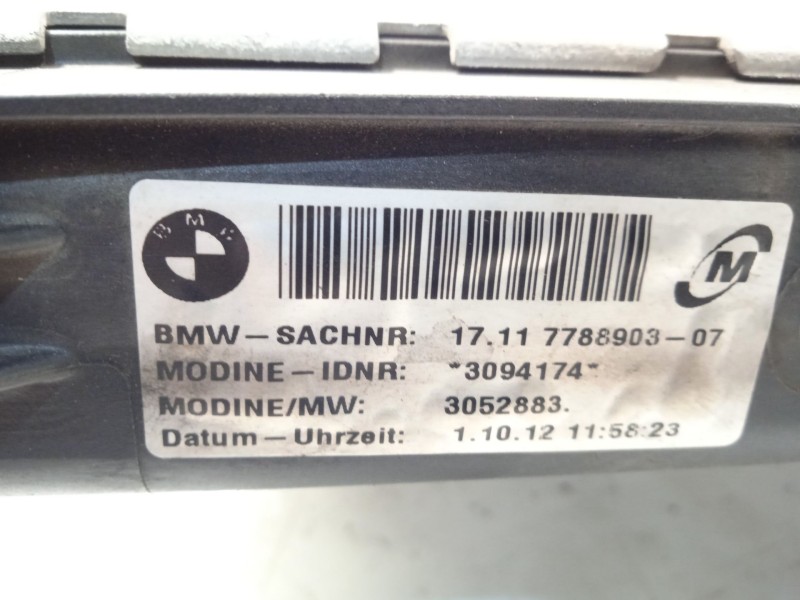 BMW
M
BMW-SACHNR: 17.11 7788903-07
MODINE-IDNR: *3094174*
MODINE/MW: 3052883.
Datum-Uhrzeit: 1.10.12 11:58:23